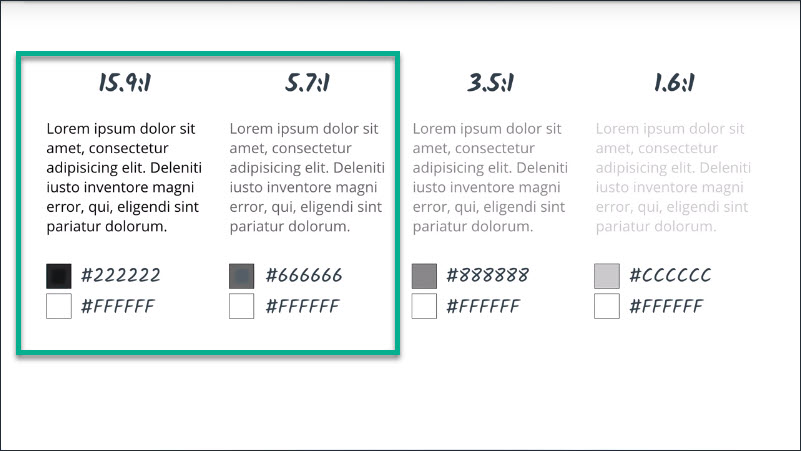 15.9:1
Lorem ipsum dolor sit
amet, consectetur
adipisicing elit. Deleniti
iusto inventore magni
error, qui, eligendi sint
pariatur dolorum.
#222222
#FFFFFF
5.7:1
Lorem ipsum dolor sit
amet, consectetur
adipisicing elit. Deleniti
iusto inventore magni
error, qui, eligendi sint
pariatur dolorum.
#666666
#FFFFFF
3.5:1
Lorem ipsum dolor sit
amet, consectetur
adipisicing elit. Deleniti
iusto inventore magni
error, qui, eligendi sint
pariatur dolorum.
#888888
#FFFFFF
1.6:1
Lorem ipsum dolor sit
amet, consectetur
adipisicing elit. Deleniti
iusto inventore magni
error, qui, eligendi sint
pariatur dolorum.
#CCCCCC
#FFFFFF